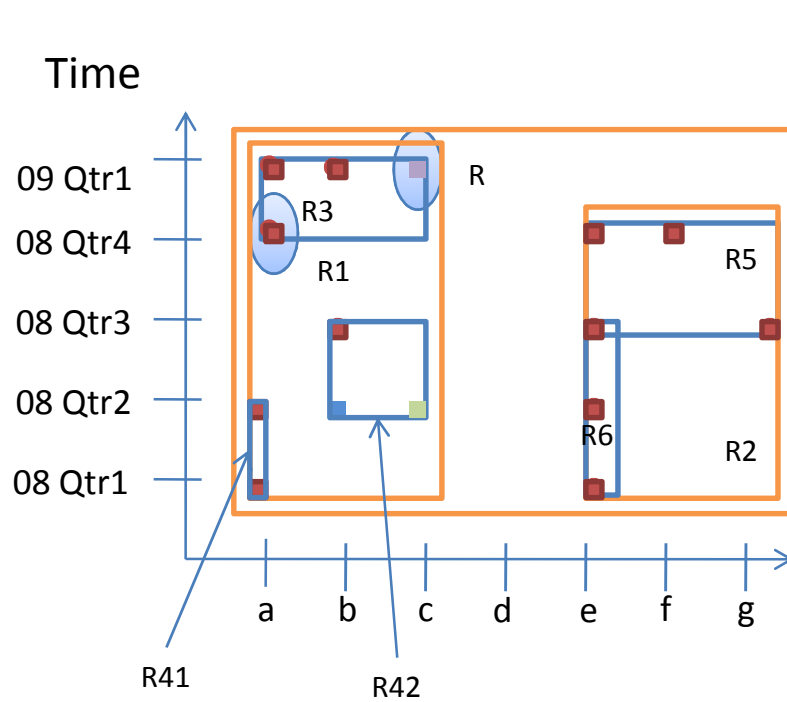 Time
09 Qtr1
R
R3
08 Qtr4
R5
R1
08 Qtr3
08 Qtr2
R6
R2
08 Qtr1
a b c d e f g
R41
R42